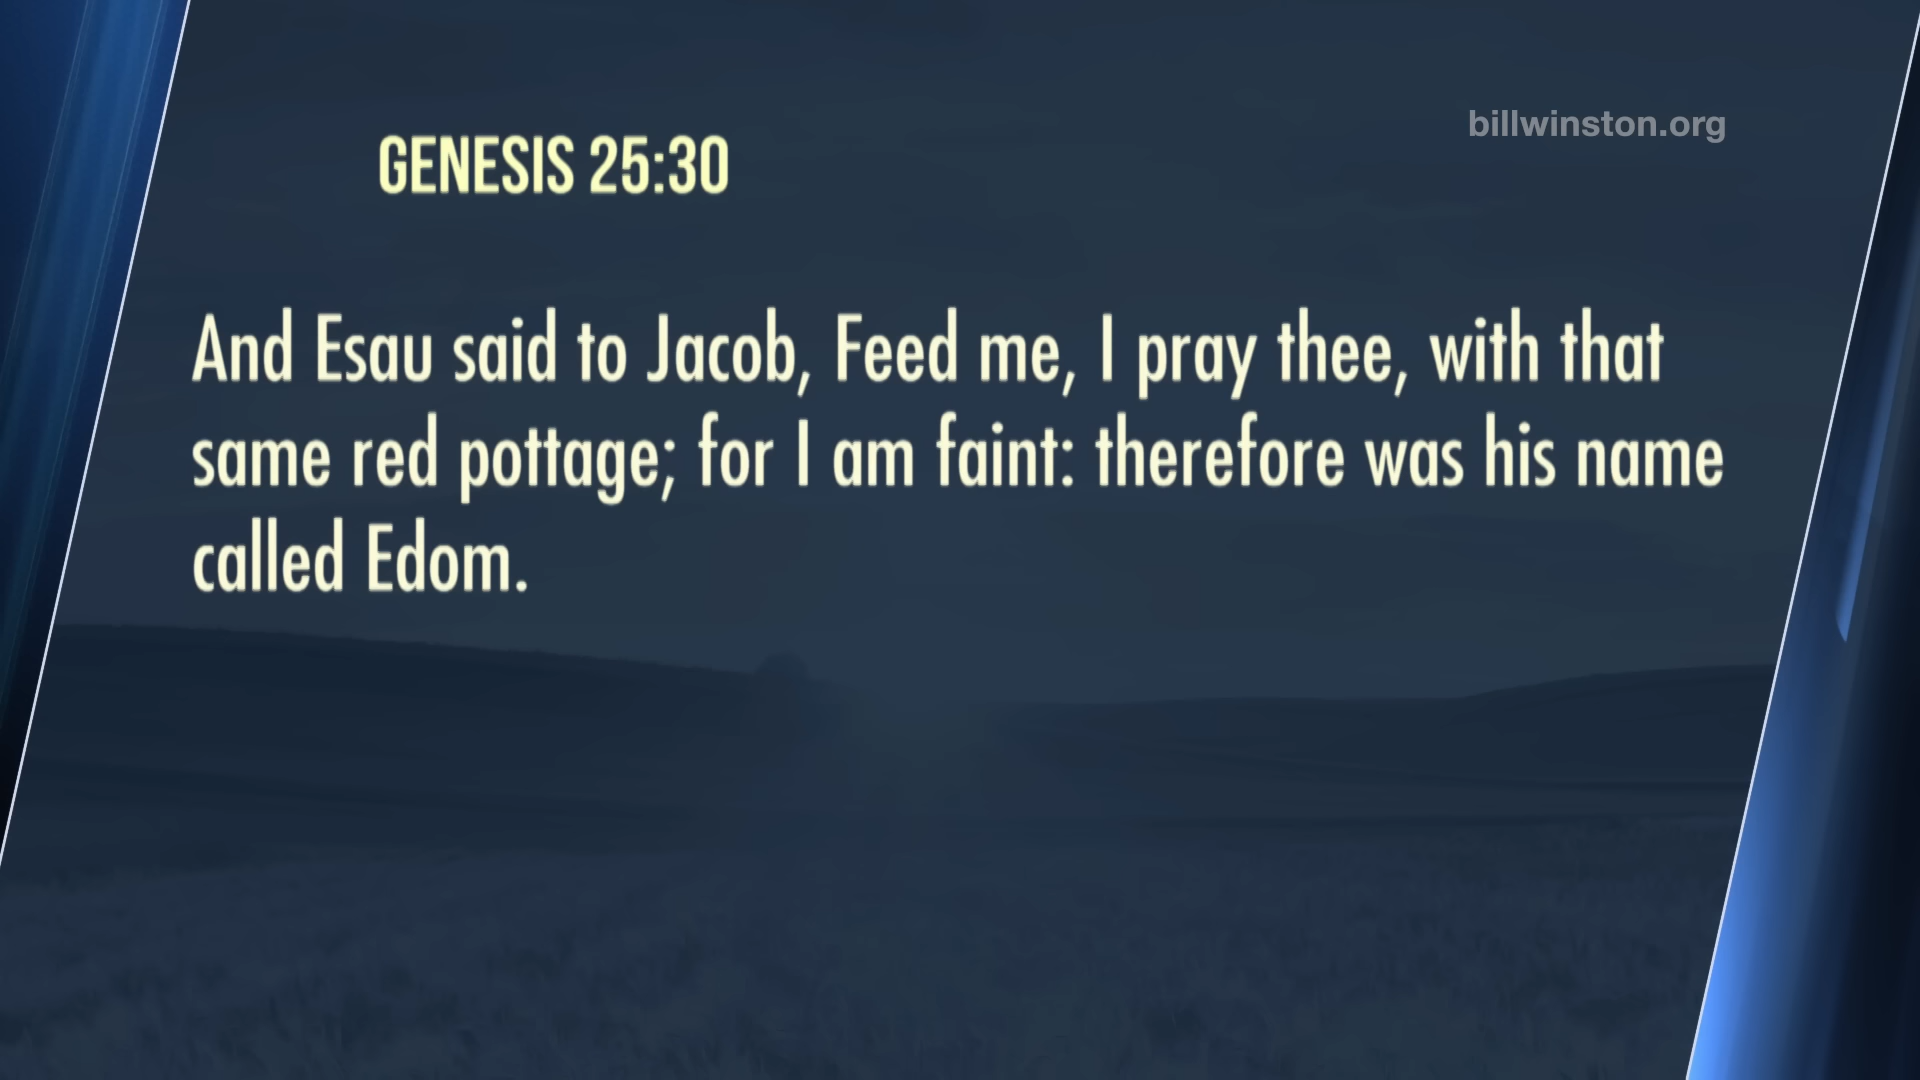 billwinston.org
GENESIS 25:30
And Esau said to Jacob, Feed me, I pray thee, with that
same red pottage; for I am faint: therefore was his name
called Edom.